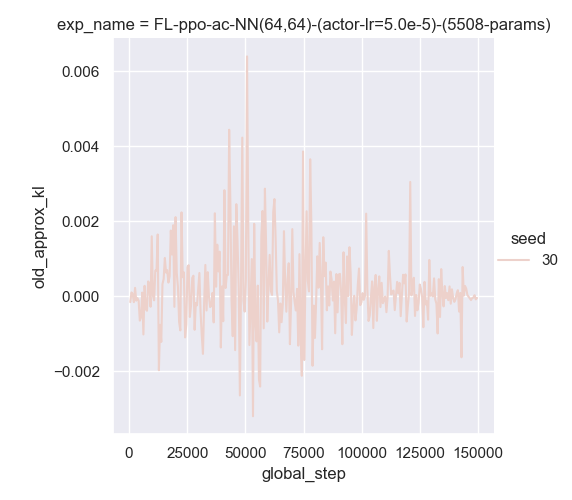 exp_name = FL-ppo-ac-NN(64,64)-(actor-lr=5.0e-5)-(5508-params)
0.006
0.004
0.002
0.000
−0.002
old_approx_kl
0 25000 50000 75000 100000 125000 150000
global_step
seed
30